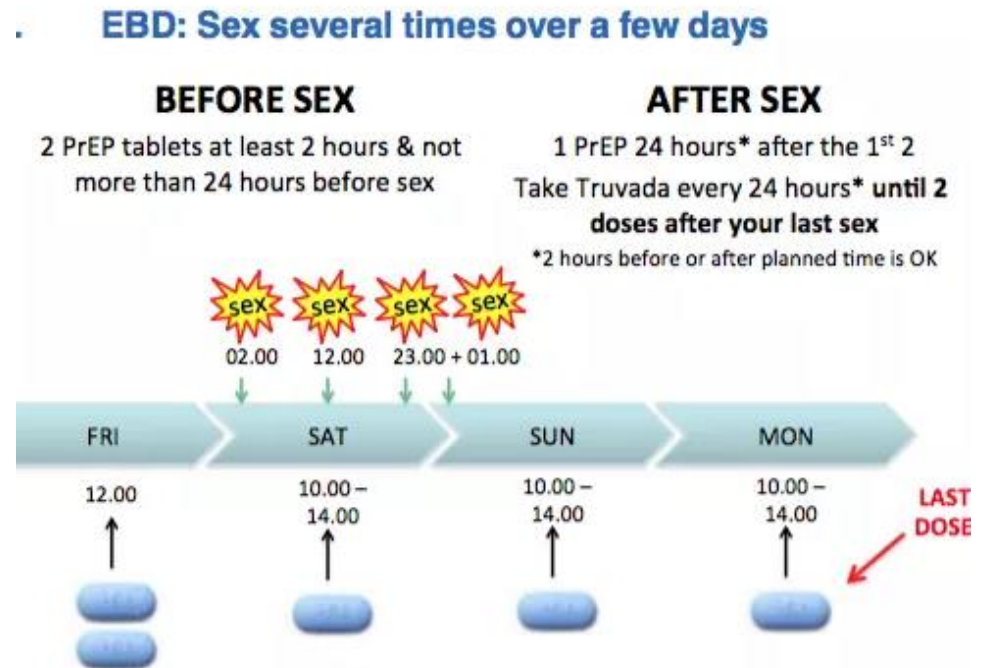 . EBD: Sex several times over a few days
BEFORE SEX
2 PrEP tablets at least 2 hours & not
more than 24 hours before sex
AFTER SEX
1 PrEP 24 hours* after the 1st 2
Take Truvada every 24 hours* until 2
doses after your last sex
*2 hours before or after planned time is OK
sex sex sex sex
02.00 12.00 23.00 + 01.00
FRI SAT SUN MON
12.00
10.00 –
14.00
10.00 –
14.00
10.00 –
14.00
LAST
DOSE